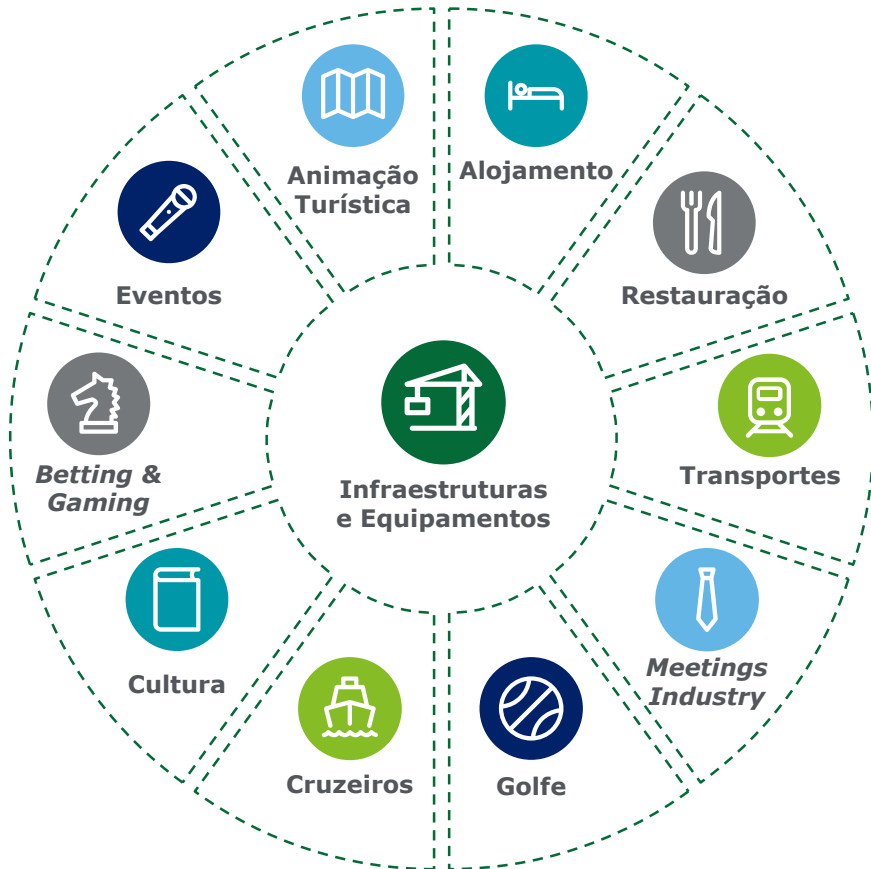 Animação
Turística
Alojamento
Restauração
Transportes
Meetings
Industry
Golfe
Cruzeiros
Cultura
Betting &
Gaming
Eventos
Infraestruturas
e Equipamentos